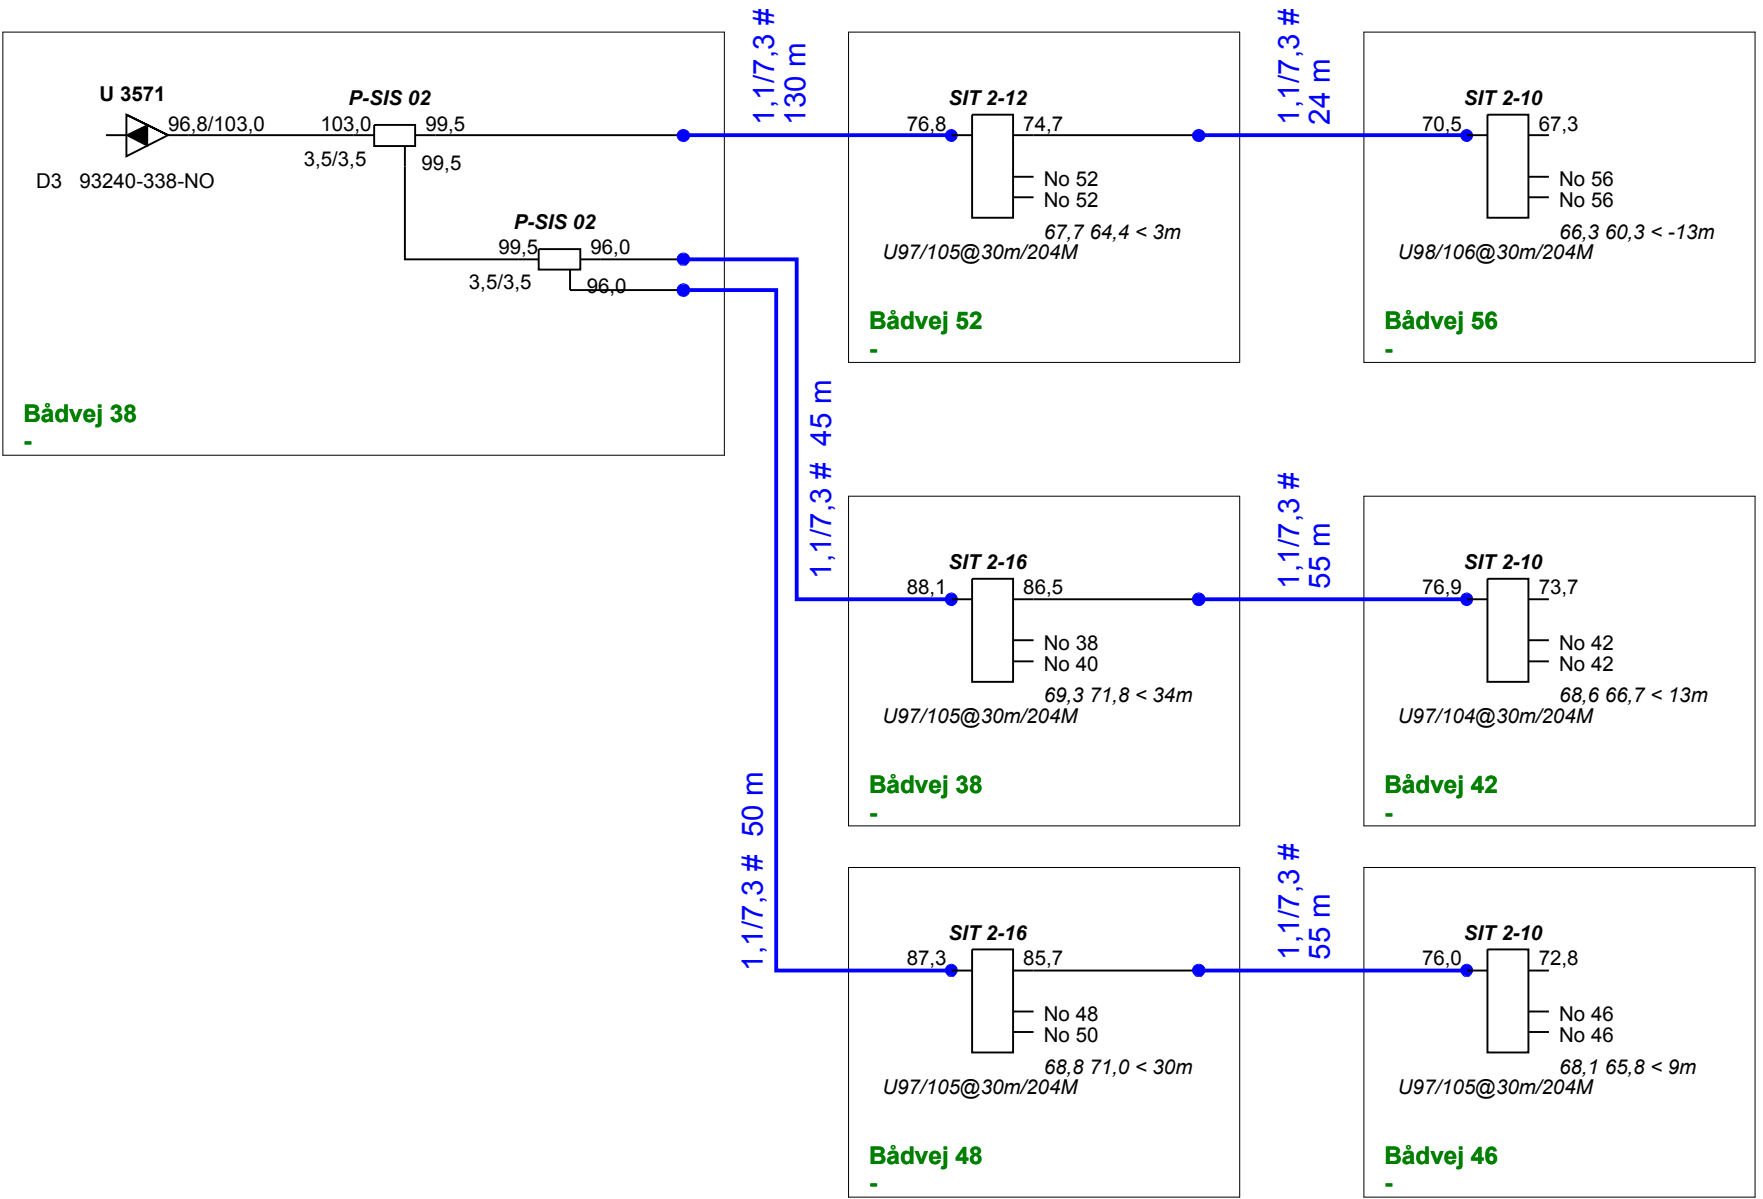 U 3571
96,8/103,0
D3 93240-338-NO
P-SIS 02
103,0
99,5
3,5/3,5
99,5
P-SIS 02
99,5
96,0
3,5/3,5
96,0
Bådvej 38
-
1,1/7,3 #
130 m
SIT 2-12
76,8
74,7
No 52
No 52
67,7 64,4 < 3m
U97/105@30m/204M
Bådvej 52
-
1,1/7,3 #
24 m
SIT 2-10
70,5
67,3
No 56
No 56
66,3 60,3 < -13m
U98/106@30m/204M
Bådvej 56
-
1,1/7,3 # 45 m
SIT 2-16
88,1
86,5
No 38
No 40
69,3 71,8 < 34m
U97/105@30m/204M
Bådvej 38
-
1,1/7,3 #
55 m
SIT 2-10
76,9
73,7
No 42
No 42
68,6 66,7 < 13m
U97/104@30m/204M
Bådvej 42
-
1,1/7,3 # 50 m
SIT 2-16
87,3
85,7
No 48
No 50
68,8 71,0 < 30m
U97/105@30m/204M
Bådvej 48
-
1,1/7,3 #
55 m
SIT 2-10
76,0
72,8
No 46
No 46
68,1 65,8 < 9m
U97/105@30m/204M
Bådvej 46
-